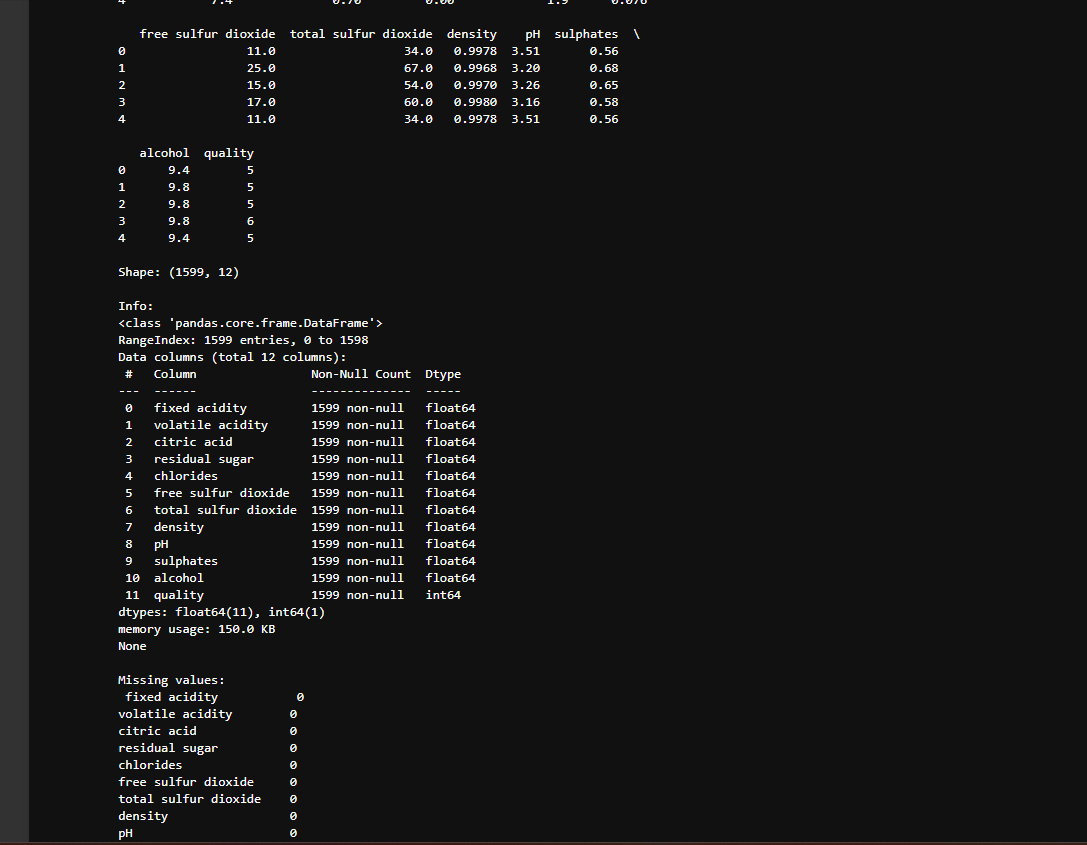 4 7.4 0.70 0.00 1.9 0.076
free sulfur dioxide total sulfur dioxide density pH sulphates \
0 11.0 34.0 0.9978 3.51 0.56
1 25.0 67.0 0.9968 3.20 0.68
2 15.0 54.0 0.9970 3.26 0.65
3 17.0 60.0 0.9980 3.16 0.58
4 11.0 34.0 0.9978 3.51 0.56
alcohol quality
0 9.4 5
1 9.8 5
2 9.8 5
3 9.8 6
4 9.4 5
Shape: (1599, 12)
Info:
<class 'pandas.core.frame.DataFrame'>
RangeIndex: 1599 entries, 0 to 1598
Data columns (total 12 columns):
# Column Non-Null Count Dtype
--- ------ -------------- -----
0 fixed acidity 1599 non-null float64
1 volatile acidity 1599 non-null float64
2 citric acid 1599 non-null float64
3 residual sugar 1599 non-null float64
4 chlorides 1599 non-null float64
5 free sulfur dioxide 1599 non-null float64
6 total sulfur dioxide 1599 non-null float64
7 density 1599 non-null float64
8 pH 1599 non-null float64
9 sulphates 1599 non-null float64
10 alcohol 1599 non-null float64
11 quality 1599 non-null int64
dtypes: float64(11), int64(1)
memory usage: 150.0 KB
None
Missing values:
fixed acidity 0
volatile acidity 0
citric acid 0
residual sugar 0
chlorides 0
free sulfur dioxide 0
total sulfur dioxide 0
density 0
pH 0